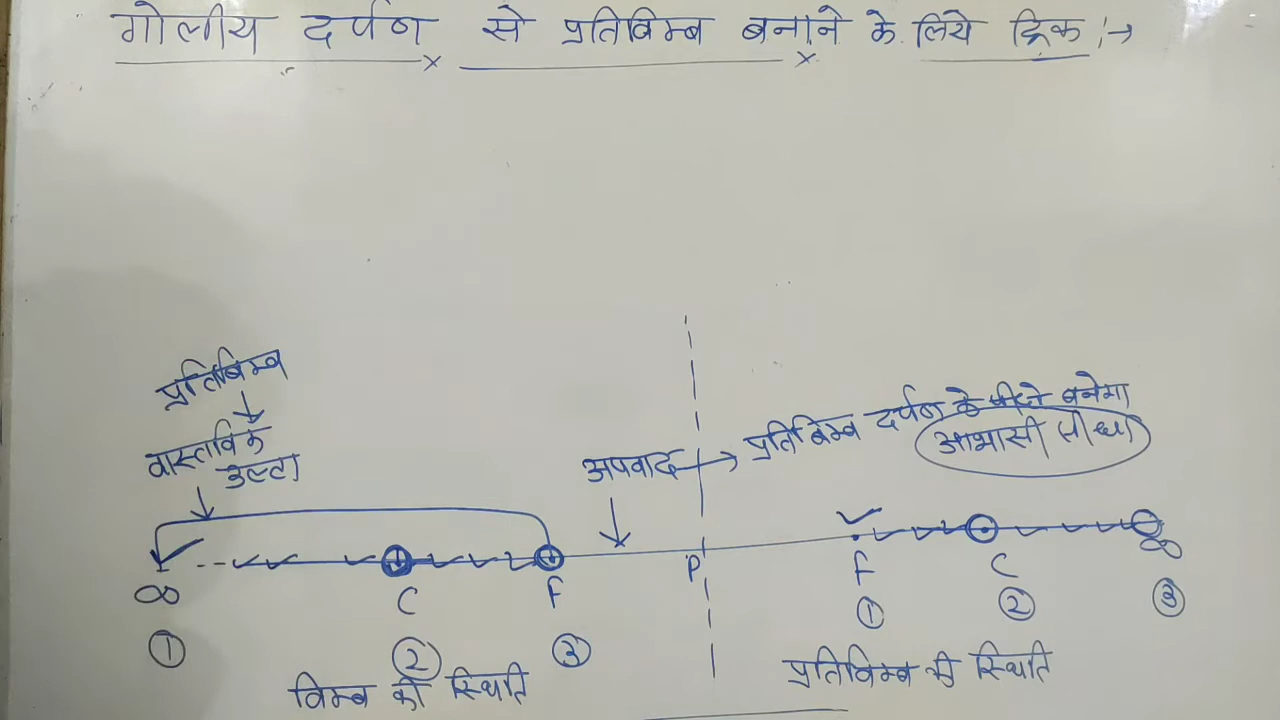 गोलीय दर्पण से प्रतिबिम्ब बनाने के लिये ट्रिक :→
प्रतिबिम्ब
वास्तविक
उल्टा
अपवाद → प्रतिबिम्ब दर्पण के पीछे बनेगा
आभासी सीधा
∞ C F P F C ∞
① ② ③ ① ② ③
बिम्ब की स्थिति
प्रतिबिम्ब की स्थिति